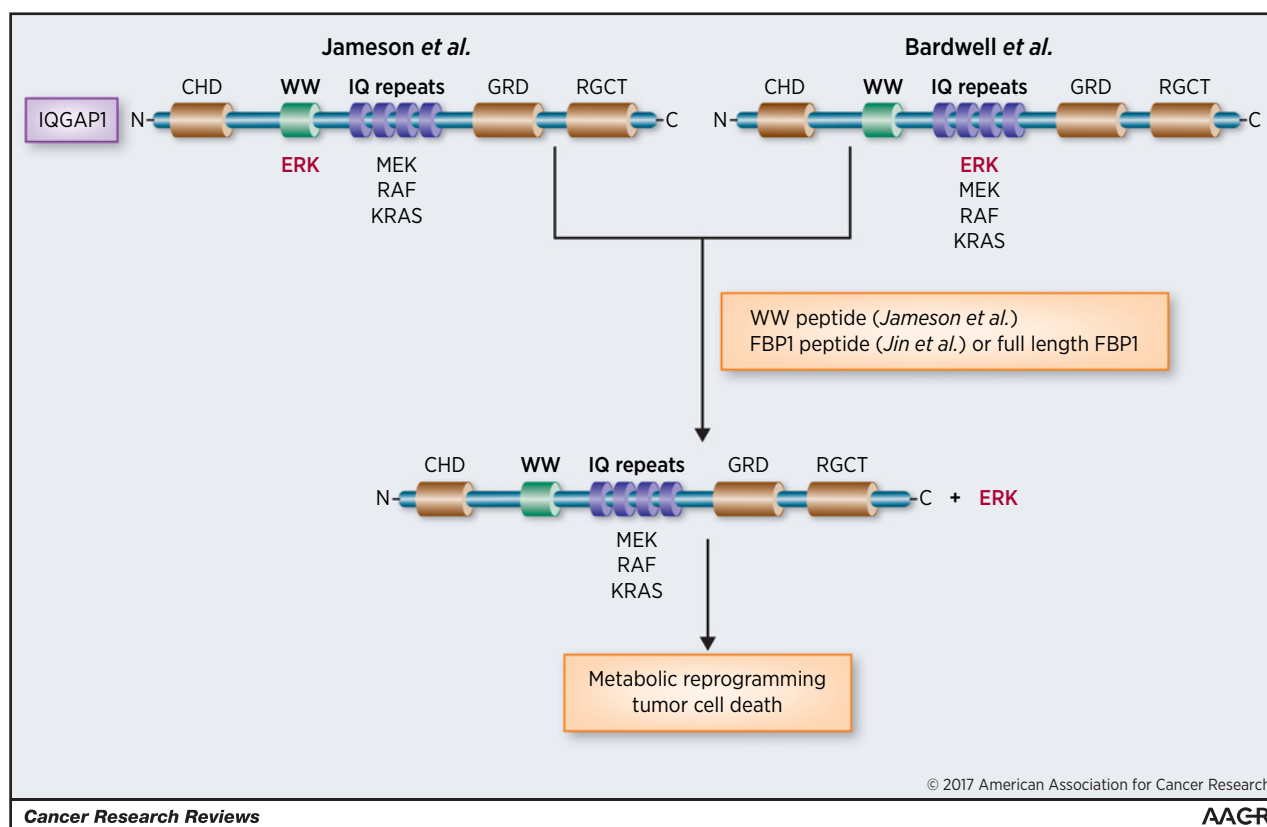 Jameson et al.
Bardwell et al.
CHD WW IQ repeats GRD RGCT
IQGAP1 N C
ERK MEK
RAF
KRAS
CHD WW IQ repeats GRD RGCT
N C
ERK
MEK
RAF
KRAS
WW peptide (Jameson et al.)
FBP1 peptide (Jin et al.) or full length FBP1
CHD WW IQ repeats GRD RGCT
N C + ERK
MEK
RAF
KRAS
Metabolic reprogramming
tumor cell death
© 2017 American Association for Cancer Research
Cancer Research Reviews
AACR